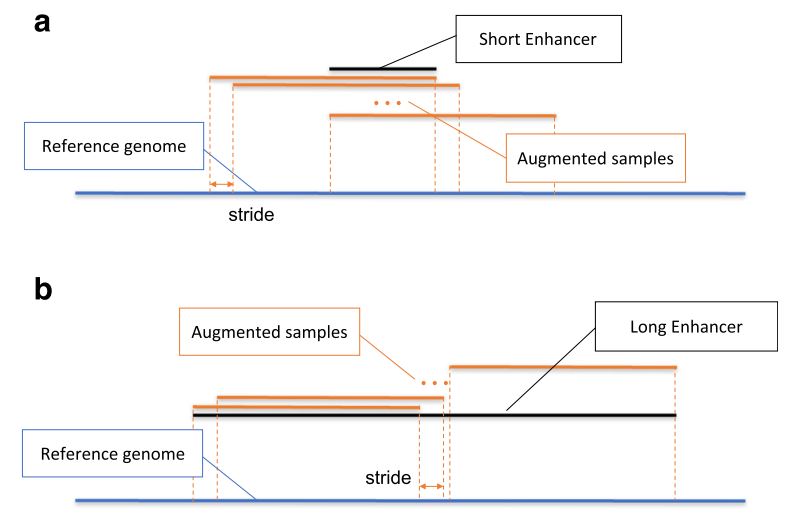 a
Short Enhancer
Reference genome
Augmented samples
stride
b
Augmented samples
Long Enhancer
Reference genome
stride